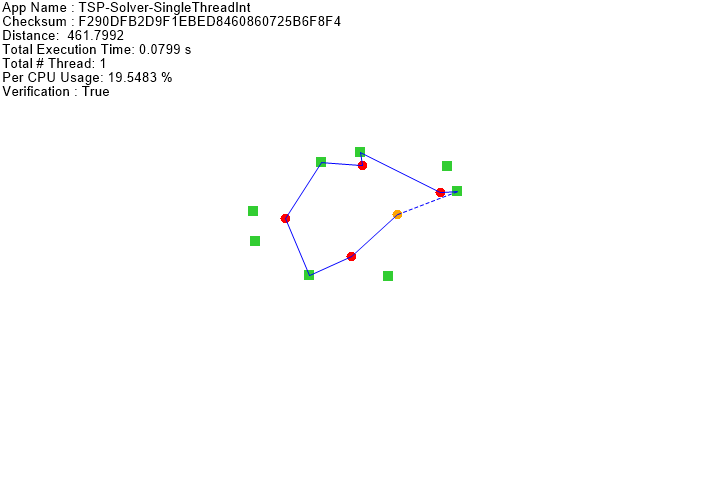 App Name : TSP-Solver-SingleThreadInt
Checksum : F290DFB2D9F1EBED8460860725B6F8F4
Distance:  461.7992
Total Execution Time: 0.0799 s
Total # Thread: 1
Per CPU Usage: 19.5483 %
Verification : True